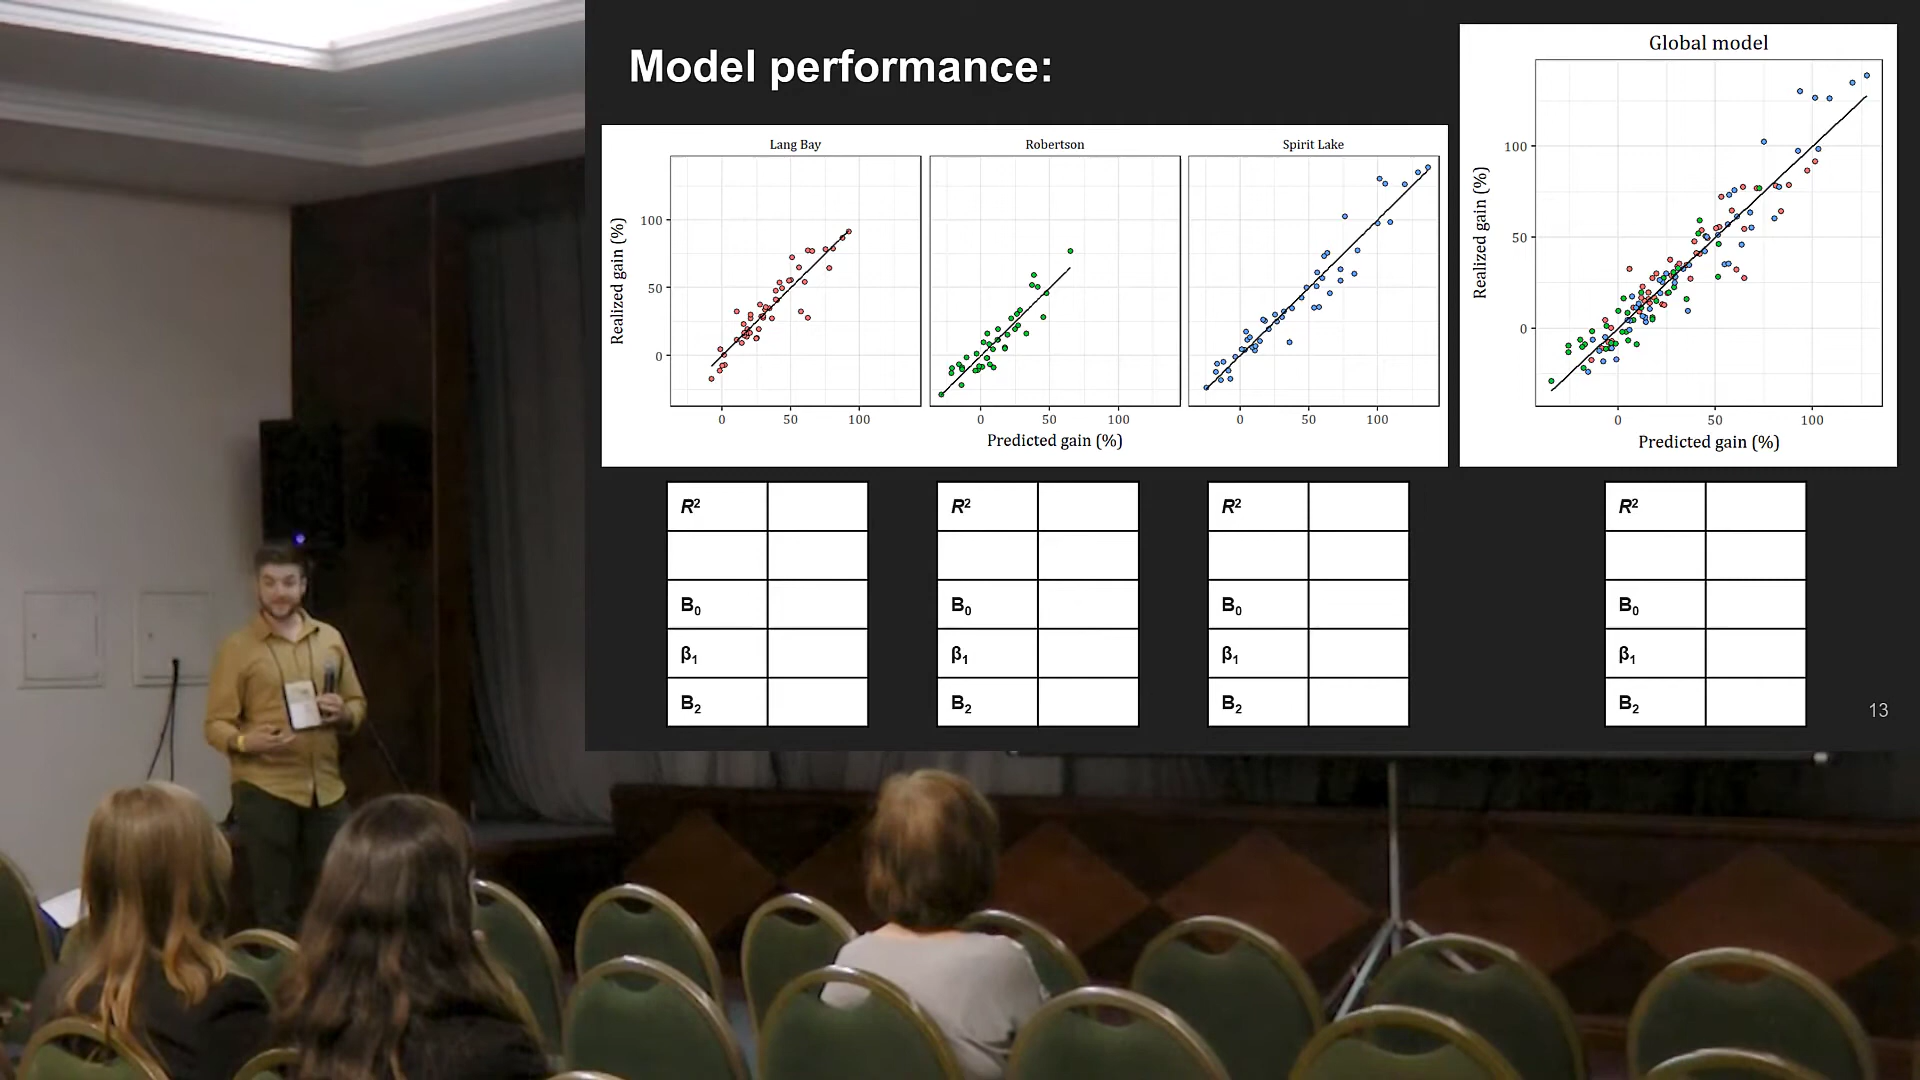 Model performance:
Lang Bay
Robertson
Spirit Lake
Realized gain (%)
100
50
0
0 50 100
0 50 100
0 50 100
Predicted gain (%)
Global model
Realized gain (%)
100
50
0
0 50 100
Predicted gain (%)
R²
B₀
β₁
B₂
R²
B₀
β₁
B₂
R²
B₀
β₁
B₂
R²
B₀
β₁
B₂
13